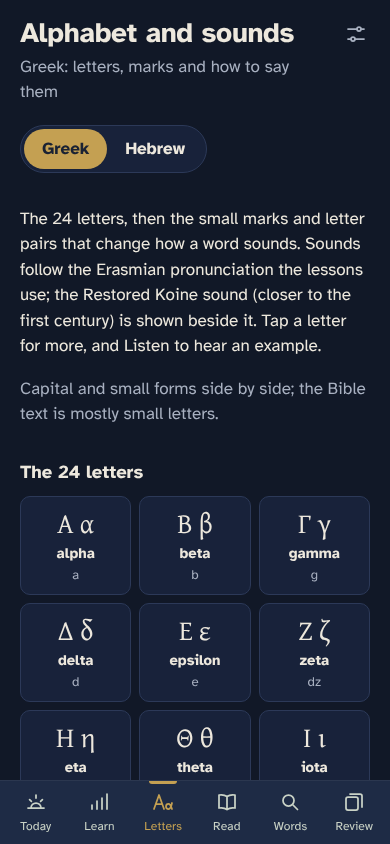 Alphabet and sounds
Greek: letters, marks and how to say
them
Greek Hebrew
The 24 letters, then the small marks and letter
pairs that change how a word sounds. Sounds
follow the Erasmian pronunciation the lessons
use; the Restored Koine sound (closer to the
first century) is shown beside it. Tap a letter
for more, and Listen to hear an example.
Capital and small forms side by side; the Bible
text is mostly small letters.
The 24 letters
Α α Β β Γ γ
alpha beta gamma
a b g
Δ δ Ε ε Ζ ζ
delta epsilon zeta
d e dz
Η η Θ θ Ι ι
eta theta iota
Aα
Today Learn Letters Read Words Review